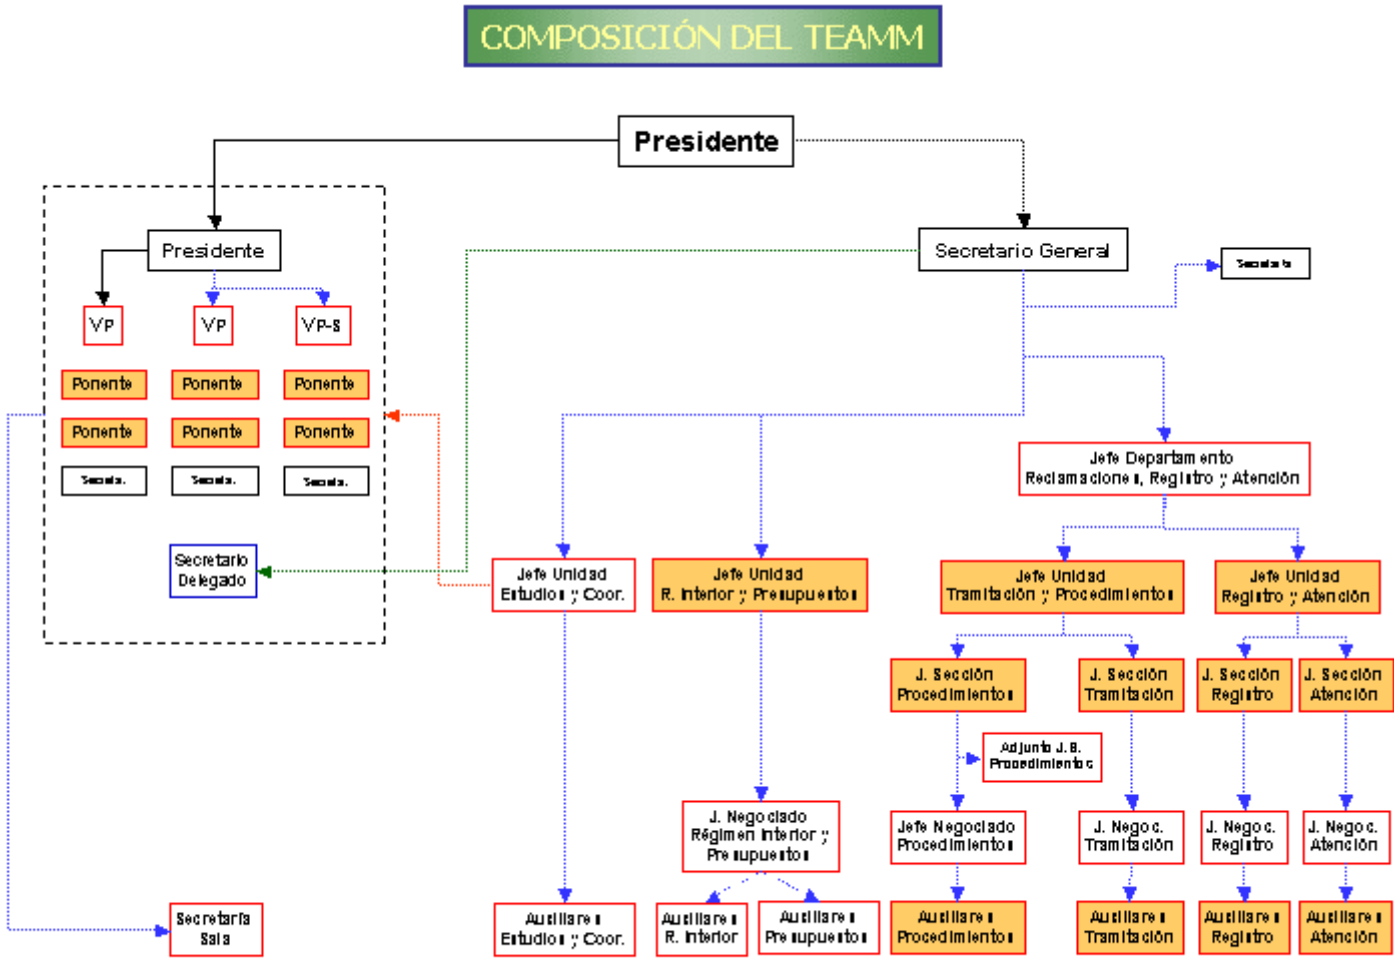 COMPOSICIÓN DEL TEAMM
Presidente
Presidente
Secretario General
Secretaria
VP
VP
VP-S
Ponente
Ponente
Ponente
Ponente
Ponente
Ponente
Secreta.
Secreta.
Secreta.
Jefe Departamento
Reclamaciones, Registro y Atención
Secretario
Delegado
Jefe Unidad
Estudios y Coor.
Jefe Unidad
R. Interior y Presupuestos
Jefe Unidad
Tramitación y Procedimientos
Jefe Unidad
Registro y Atención
J. Sección
Procedimientos
J. Sección
Tramitación
J. Sección
Registro
J. Sección
Atención
Adjunto J.S.
Procedimientos
J. Negociado
Régimen Interior y
Presupuestos
Jefe Negociado
Procedimientos
J. Negoc.
Tramitación
J. Negoc.
Registro
J. Negoc.
Atención
Secretaría
Sala
Auxiliares
Estudios y Coor.
Auxiliares
R. Interior
Auxiliares
Presupuestos
Auxiliares
Procedimientos
Auxiliares
Tramitación
Auxiliares
Registro
Auxiliares
Atención